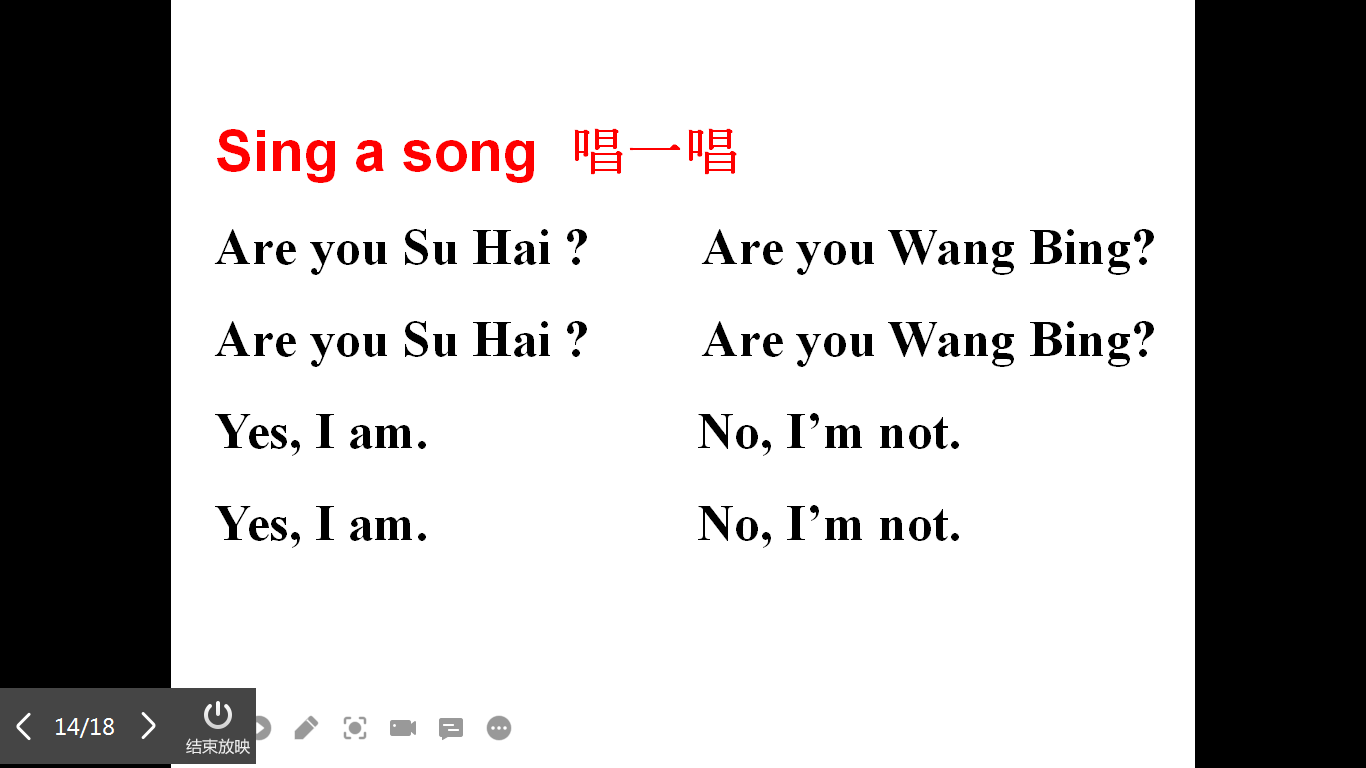 Sing a song 唱一唱
Are you Su Hai ?
Are you Su Hai ?
Yes, I am.
Yes, I am.
Are you Wang Bing?
Are you Wang Bing?
No, I’m not.
No, I’m not.
14/18
结束放映